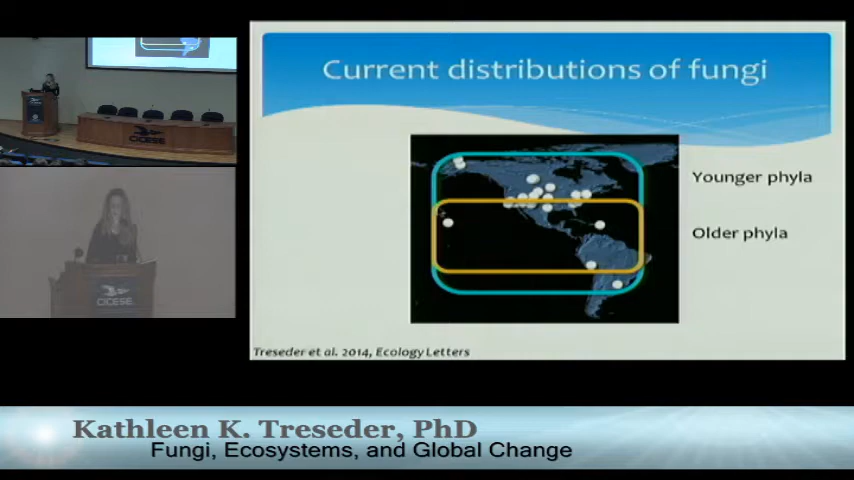 Current distributions of fungi
Younger phyla
Older phyla
Treseder et al. 2014, Ecology Letters
CICESE
CICESE
Kathleen K. Treseder, PhD
Fungi, Ecosystems, and Global Change